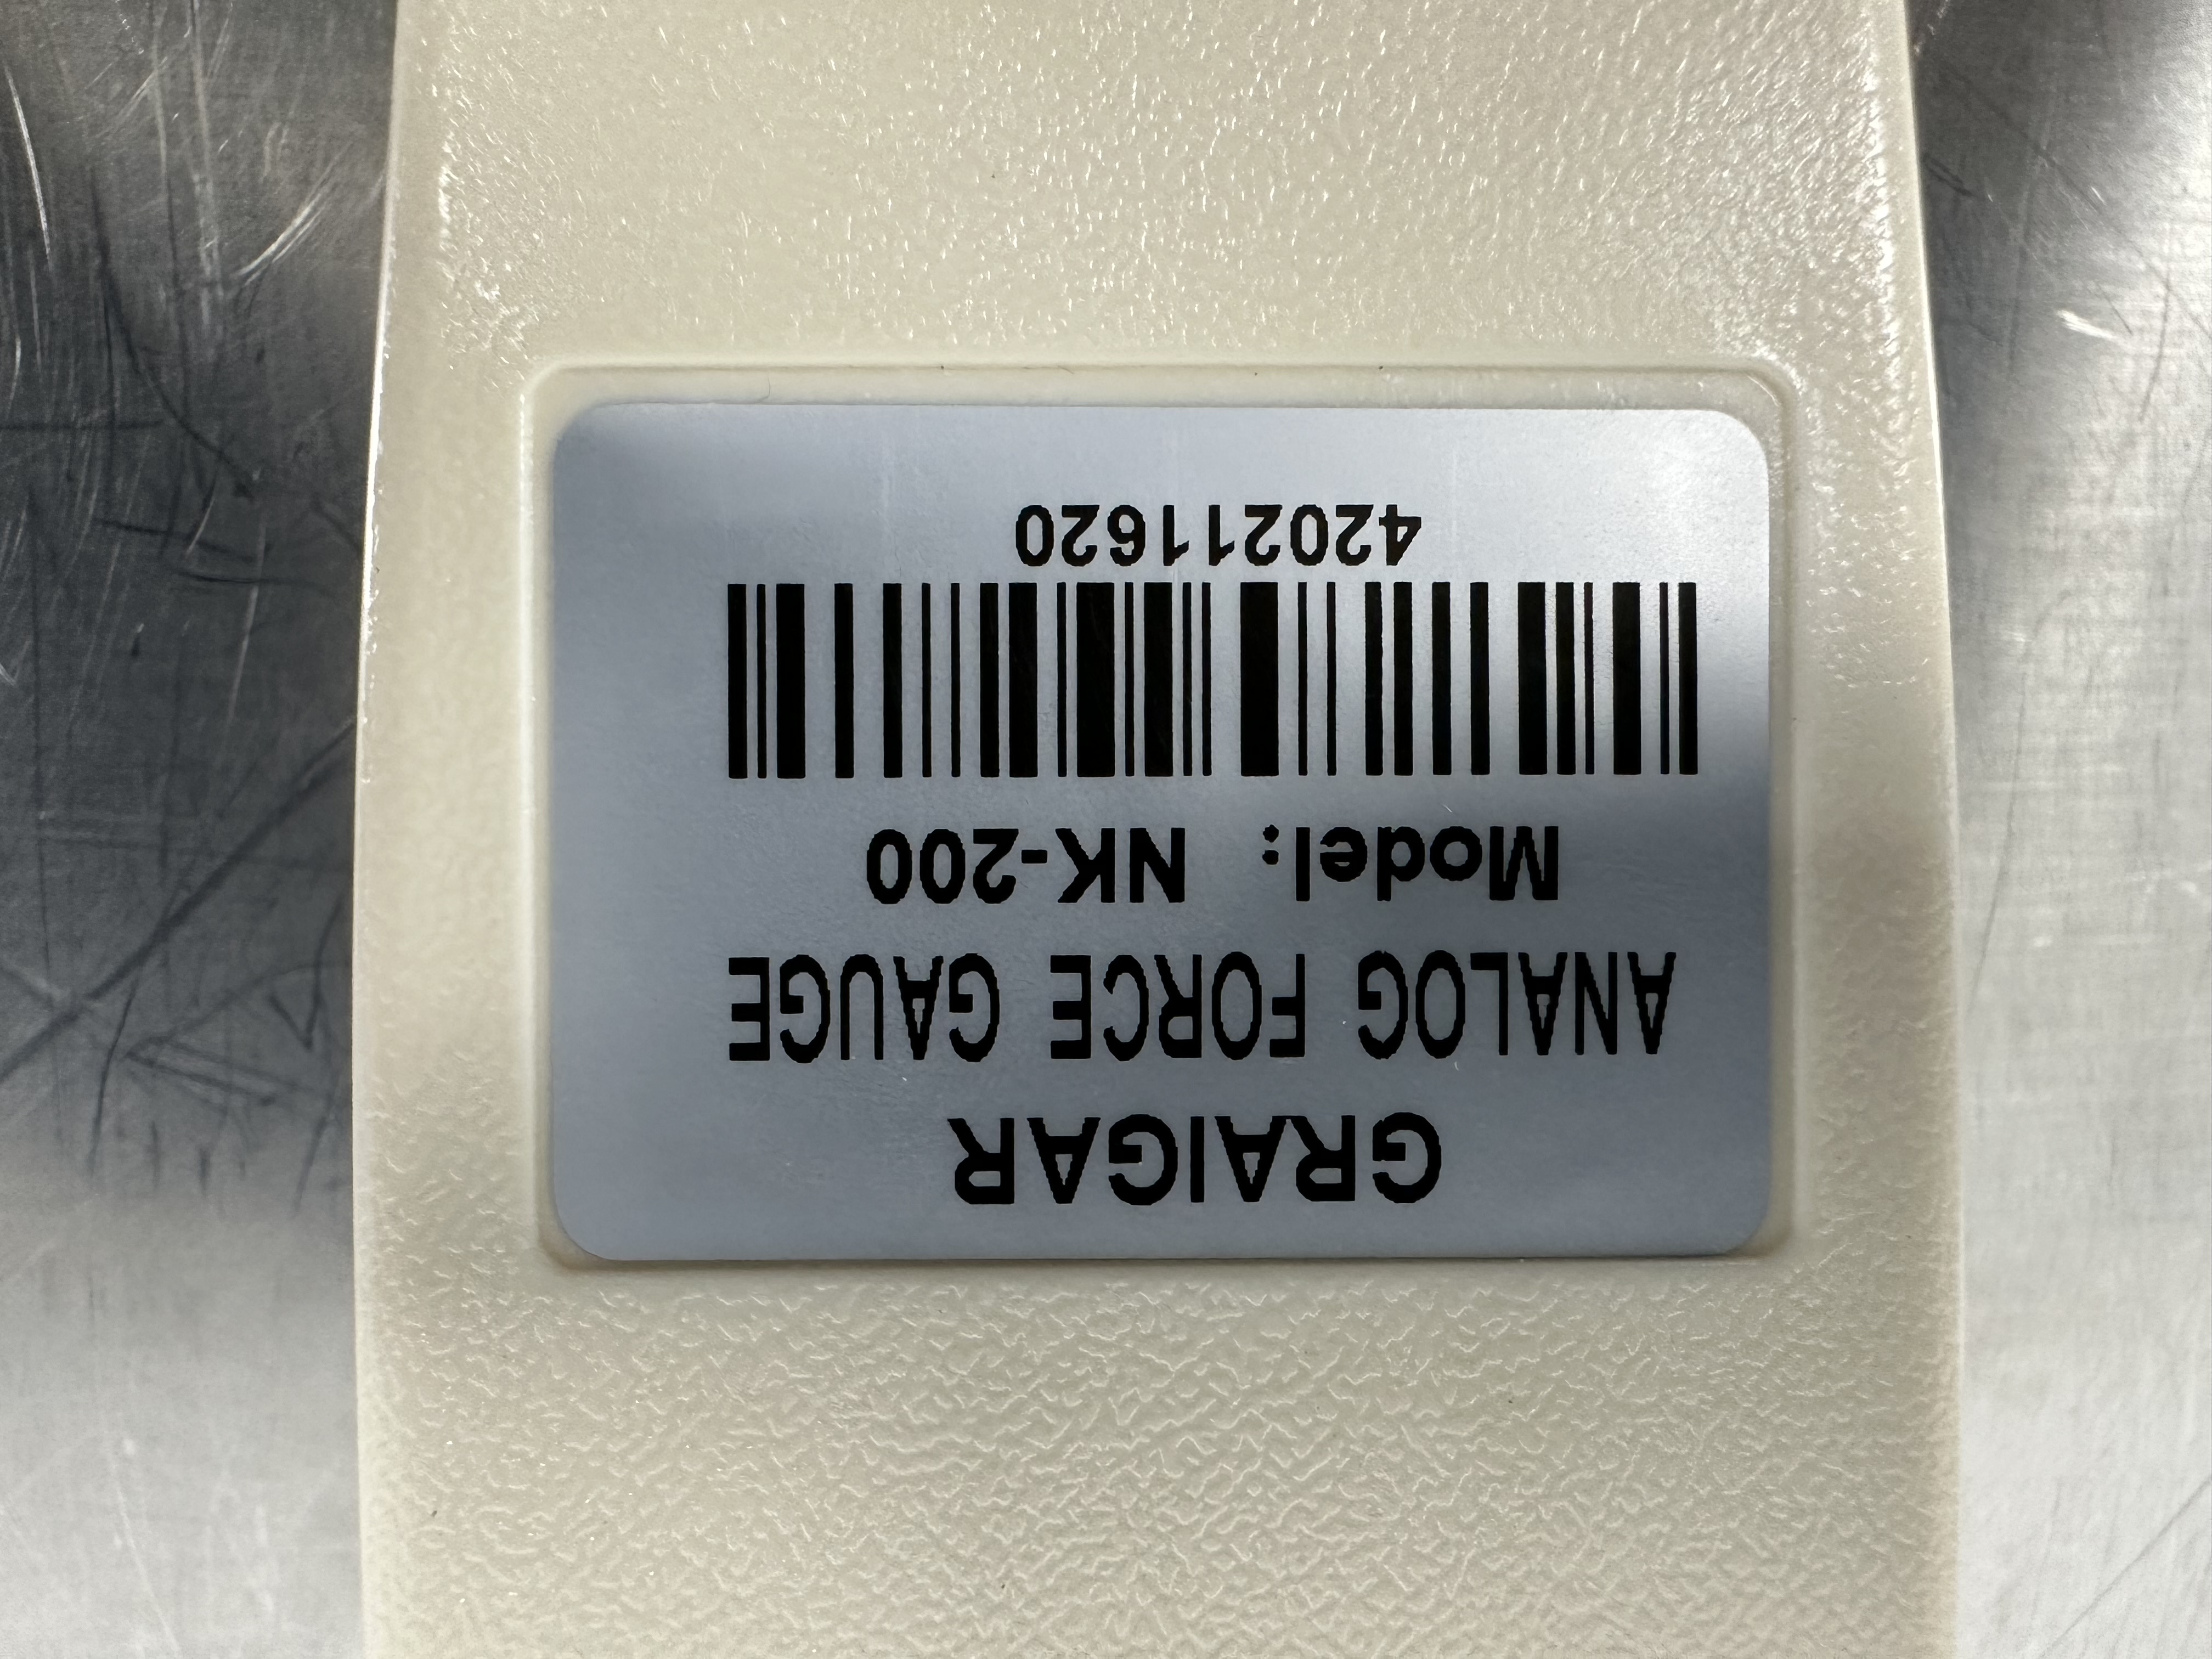 GRAIGAR
ANALOG FORCE GAUGE
Model: NK-200
420211620